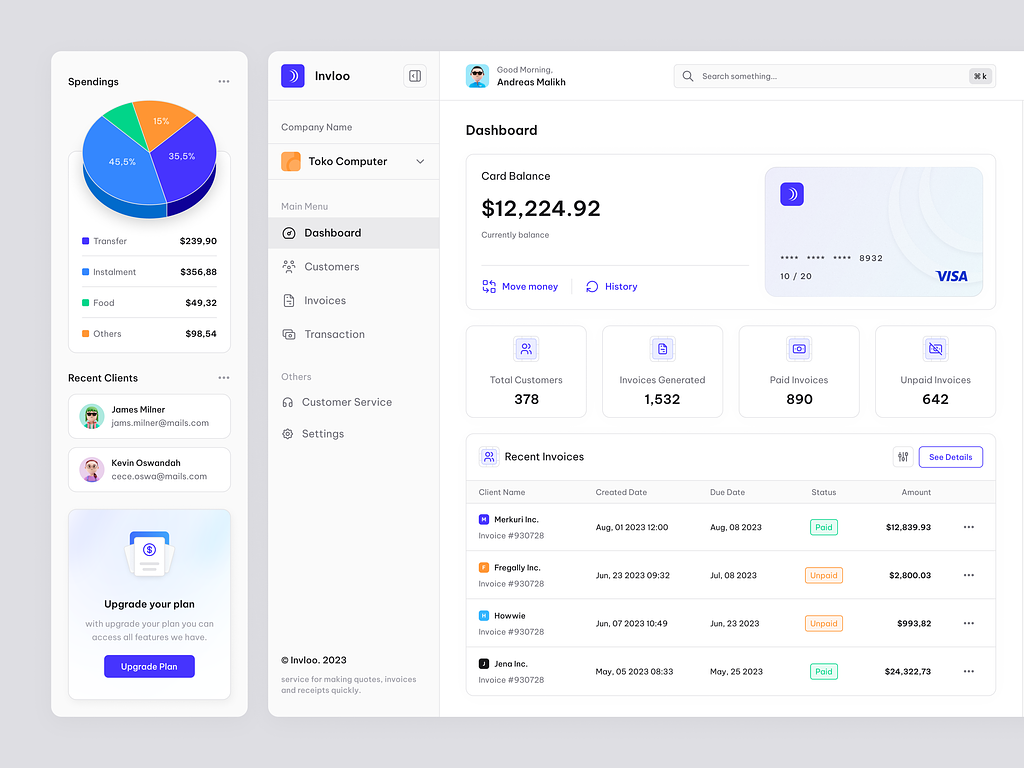 Spendings
15%
45,5%
35,5%
Transfer $239,90
Instalment $356,88
Food $49,32
Others $98,54
Recent Clients
James Milner
jams.milner@mails.com
Kevin Oswandah
cece.oswa@mails.com
$
Upgrade your plan
with upgrade your plan you can
access all features we have.
Upgrade Plan
Invloo
Company Name
Toko Computer
Main Menu
Dashboard
Customers
Invoices
Transaction
Others
Customer Service
Settings
© Invloo. 2023
service for making quotes, invoices
and receipts quickly.
Good Morning,
Andreas Malikh
Search something...
⌘ k
Dashboard
Card Balance
$12,224.92
Currently balance
Move money
History
•••• •••• •••• 8932
10 / 20
VISA
Total Customers
378
Invoices Generated
1,532
Paid Invoices
890
Unpaid Invoices
642
Recent Invoices
See Details
Client Name Created Date Due Date Status Amount
M Merkuri Inc.
Invoice #930728
Aug, 01 2023 12:00 Aug, 08 2023 Paid $12,839.93
F Fregally Inc.
Invoice #930728
Jun, 23 2023 09:32 Jul, 08 2023 Unpaid $2,800.03
H Howwie
Invoice #930728
Jun, 07 2023 10:49 Jun, 23 2023 Unpaid $993,82
J Jena Inc.
Invoice #930728
May, 05 2023 08:33 May, 25 2023 Paid $24,322,73